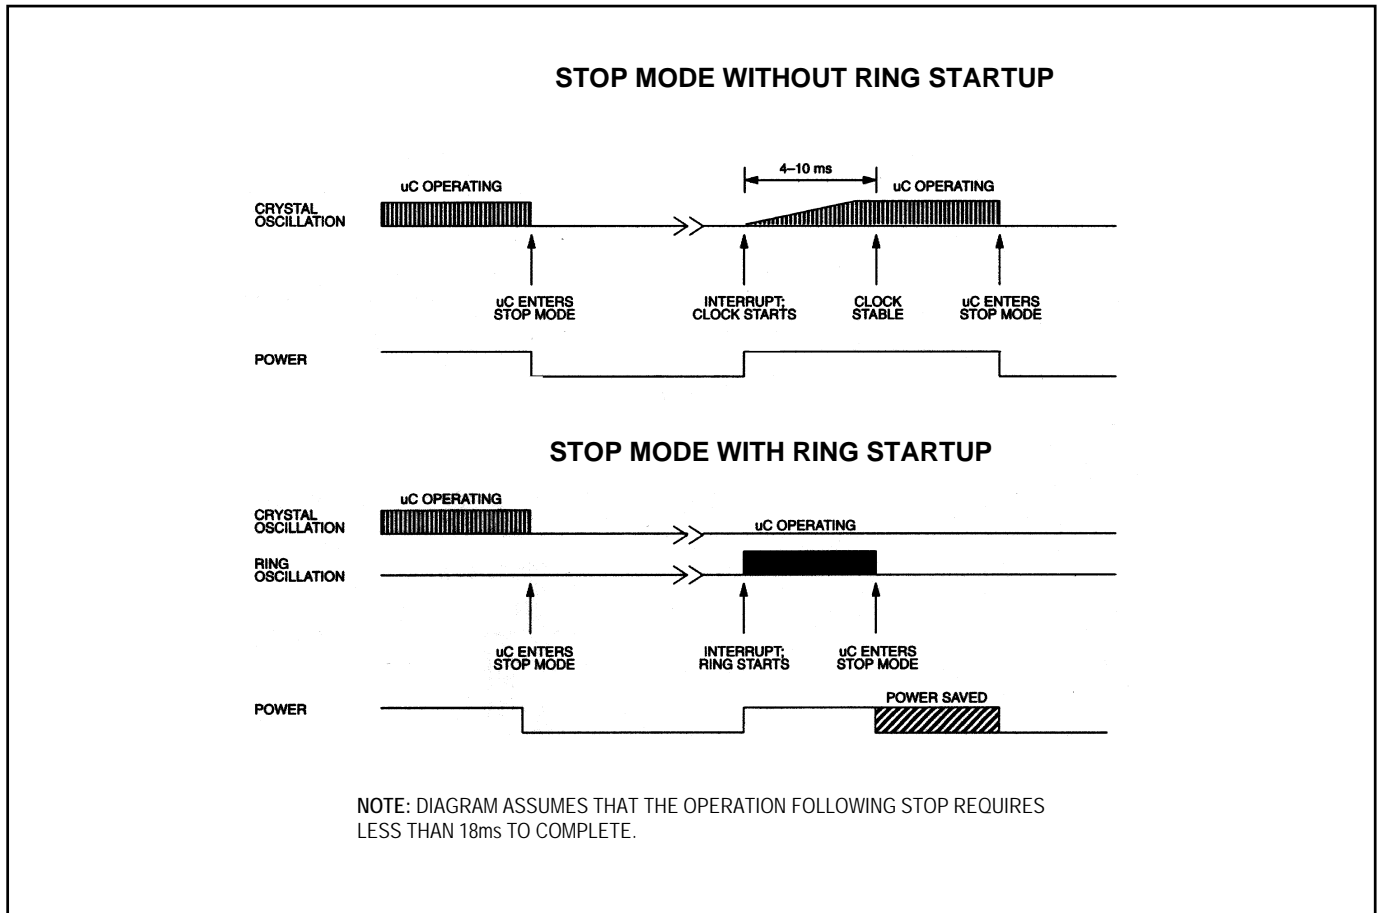 STOP MODE WITHOUT RING STARTUP
4–10 ms
uC OPERATING
uC OPERATING
CRYSTAL
OSCILLATION
uC ENTERS
STOP MODE
INTERRUPT;
CLOCK STARTS
CLOCK
STABLE
uC ENTERS
STOP MODE
POWER
STOP MODE WITH RING STARTUP
uC OPERATING
CRYSTAL
OSCILLATION
uC OPERATING
RING
OSCILLATION
uC ENTERS
STOP MODE
INTERRUPT;
RING STARTS
uC ENTERS
STOP MODE
POWER SAVED
POWER
NOTE: DIAGRAM ASSUMES THAT THE OPERATION FOLLOWING STOP REQUIRES
LESS THAN 18ms TO COMPLETE.